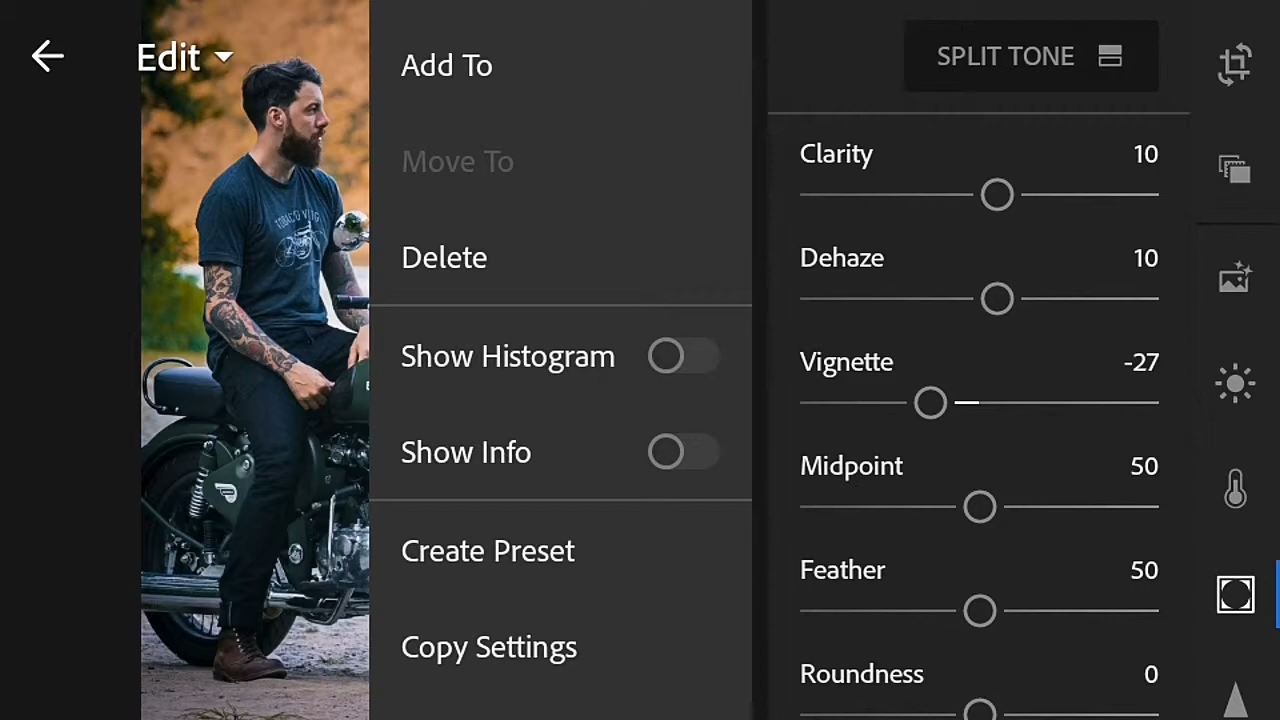 Edit
Add To
Move To
Delete
Show Histogram
Show Info
Create Preset
Copy Settings
SPLIT TONE
Clarity 10
Dehaze 10
Vignette -27
Midpoint 50
Feather 50
Roundness 0